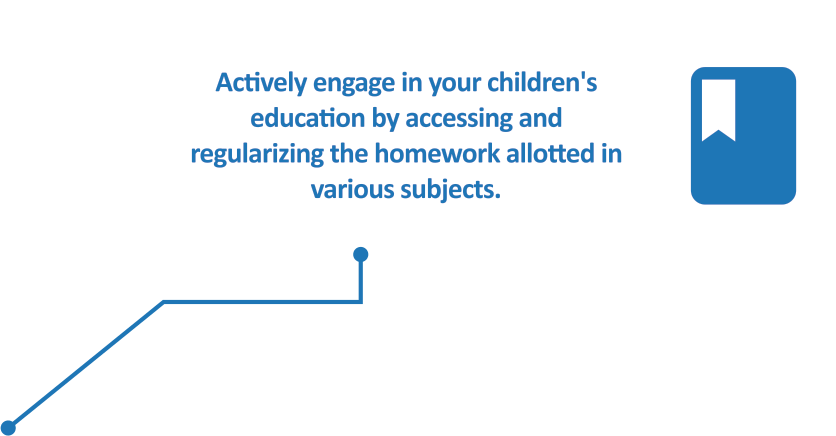 Actively engage in your children's
education by accessing and
regularizing the homework allotted in
various subjects.